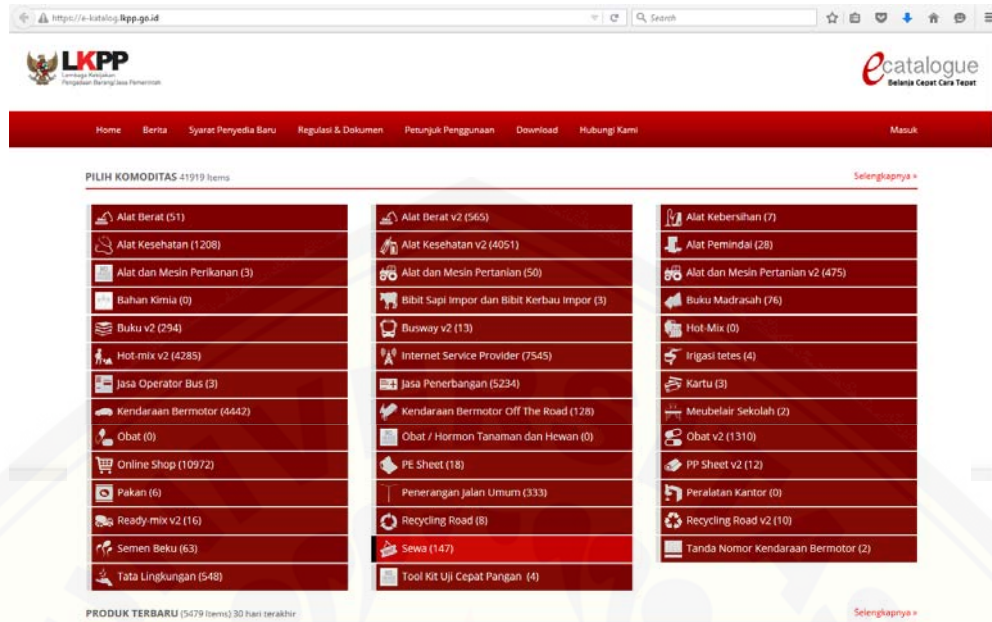 https://e-katalog.lkpp.go.id
Search
LKPP
Lembaga Kebijakan
Pengadaan Barang/Jasa Pemerintah
ecatalogue
Belanja Cepat Cara Tepat
Home Berita Syarat Penyedia Baru Regulasi & Dokumen Petunjuk Penggunaan Download Hubungi Kami Masuk
PILIH KOMODITAS 41919 Items Selengkapnya »
Alat Berat (51) Alat Berat v2 (565) Alat Kebersihan (7)
Alat Kesehatan (1208) Alat Kesehatan v2 (4051) Alat Pemindai (28)
Alat dan Mesin Perikanan (3) Alat dan Mesin Pertanian (50) Alat dan Mesin Pertanian v2 (475)
Bahan Kimia (0) Bibit Sapi Impor dan Bibit Kerbau Impor (3) Buku Madrasah (76)
Buku v2 (294) Busway v2 (13) Hot-Mix (0)
Hot-mix v2 (4285) Internet Service Provider (7545) Irigasi tetes (4)
Jasa Operator Bus (3) Jasa Penerbangan (5234) Kartu (3)
Kendaraan Bermotor (4442) Kendaraan Bermotor Off The Road (128) Meubelair Sekolah (2)
Obat (0) Obat / Hormon Tanaman dan Hewan (0) Obat v2 (1310)
Online Shop (10972) PE Sheet (18) PP Sheet v2 (12)
Pakan (6) Penerangan Jalan Umum (333) Peralatan Kantor (0)
Ready-mix v2 (16) Recycling Road (8) Recycling Road v2 (10)
Semen Beku (63) Sewa (147) Tanda Nomor Kendaraan Bermotor (2)
Tata Lingkungan (548) Tool Kit Uji Cepat Pangan (4)
PRODUK TERBARU (5479 Items) 30 hari terakhir Selengkapnya »